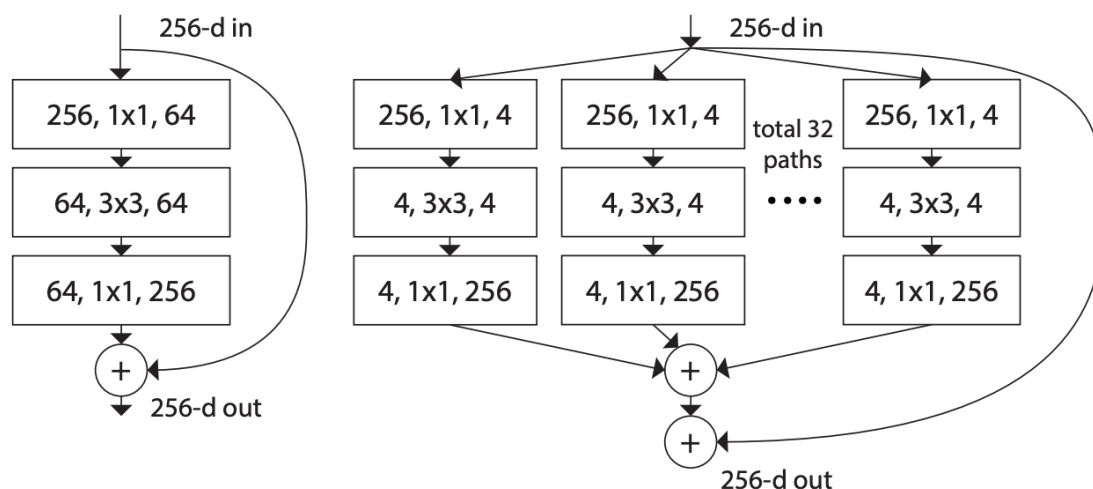 256-d in
256, 1x1, 64
64, 3x3, 64
64, 1x1, 256
+
256-d out
256-d in
256, 1x1, 4
256, 1x1, 4
total 32
paths
256, 1x1, 4
4, 3x3, 4
4, 3x3, 4
....
4, 3x3, 4
4, 1x1, 256
4, 1x1, 256
4, 1x1, 256
+
+
256-d out